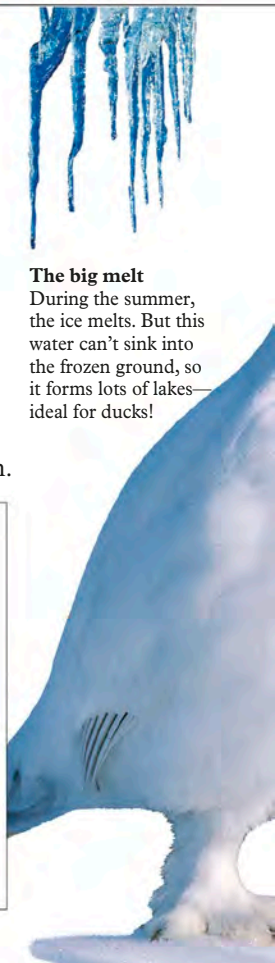 The big melt
During the summer,
the ice melts. But this
water can't sink into
the frozen ground, so
it forms lots of lakes—
ideal for ducks!